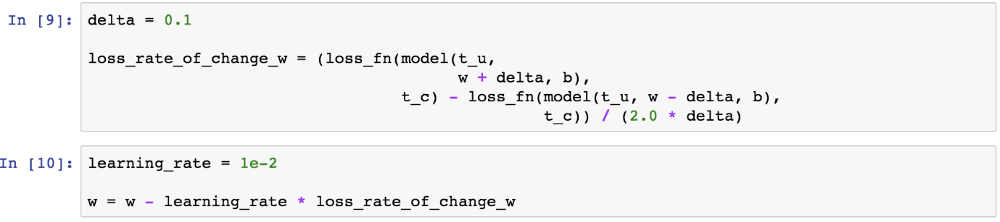 In [9]: delta = 0.1
loss_rate_of_change_w = (loss_fn(model(t_u,
w + delta, b),
t_c) - loss_fn(model(t_u, w - delta, b),
t_c)) / (2.0 * delta)
In [10]: learning_rate = 1e-2
w = w - learning_rate * loss_rate_of_change_w